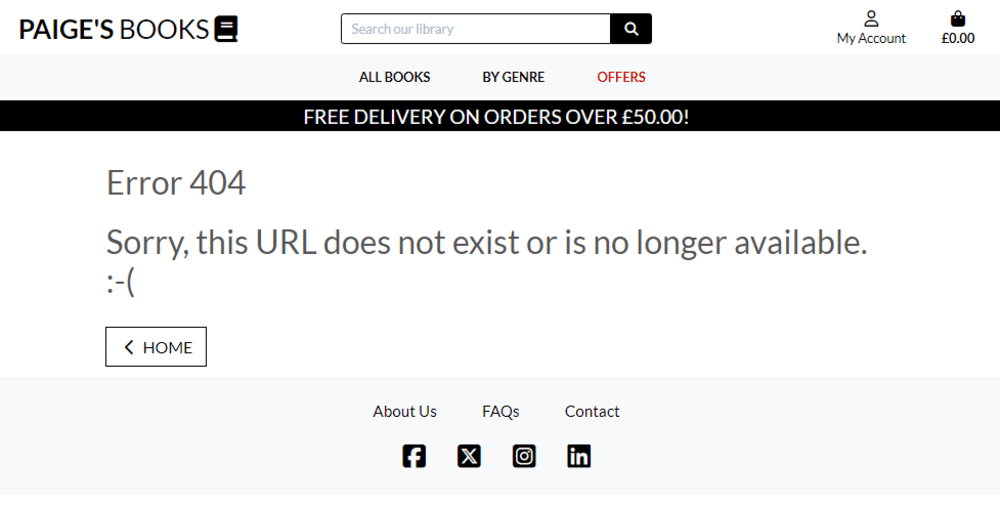 PAIGE'S BOOKS
Search our library
My Account
£0.00
ALL BOOKS
BY GENRE
OFFERS
FREE DELIVERY ON ORDERS OVER £50.00!
Error 404
Sorry, this URL does not exist or is no longer available.
:-(
HOME
About Us
FAQs
Contact